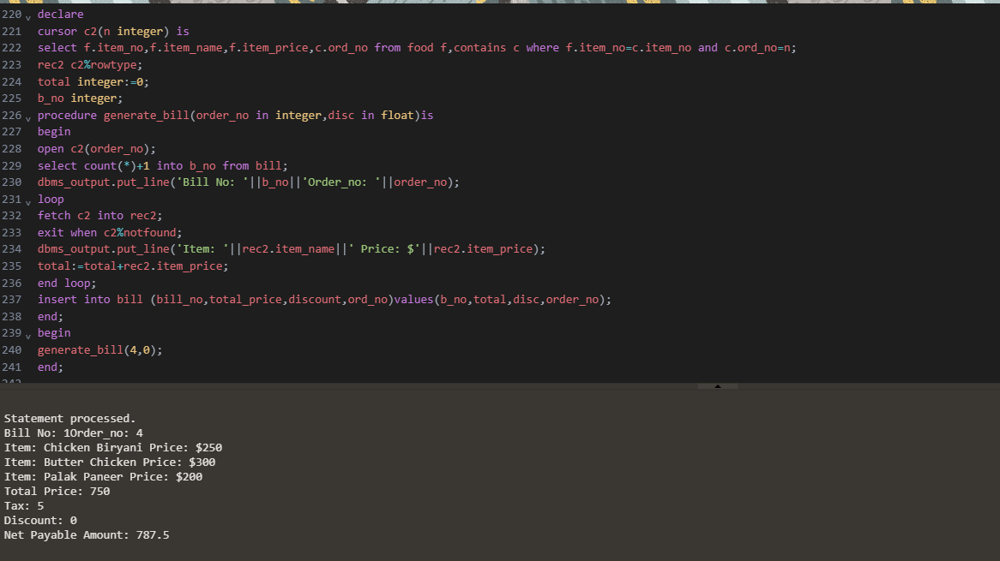 220 declare
221 cursor c2(n integer) is
222 select f.item_no,f.item_name,f.item_price,c.ord_no from food f,contains c where f.item_no=c.item_no and c.ord_no=n;
223 rec2 c2%rowtype;
224 total integer:=0;
225 b_no integer;
226 procedure generate_bill(order_no in integer,disc in float)is
227 begin
228 open c2(order_no);
229 select count(*)+1 into b_no from bill;
230 dbms_output.put_line('Bill No: '||b_no||'Order_no: '||order_no);
231 loop
232 fetch c2 into rec2;
233 exit when c2%notfound;
234 dbms_output.put_line('Item: '||rec2.item_name||' Price: $'||rec2.item_price);
235 total:=total+rec2.item_price;
236 end loop;
237 insert into bill (bill_no,total_price,discount,ord_no)values(b_no,total,disc,order_no);
238 end;
239 begin
240 generate_bill(4,0);
241 end;
242
Statement processed.
Bill No: 1Order_no: 4
Item: Chicken Biryani Price: $250
Item: Butter Chicken Price: $300
Item: Palak Paneer Price: $200
Total Price: 750
Tax: 5
Discount: 0
Net Payable Amount: 787.5